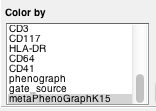 Color by
CD3
CD117
HLA-DR
CD64
CD41
phenograph
gate_source
metaPhenoGraphK15